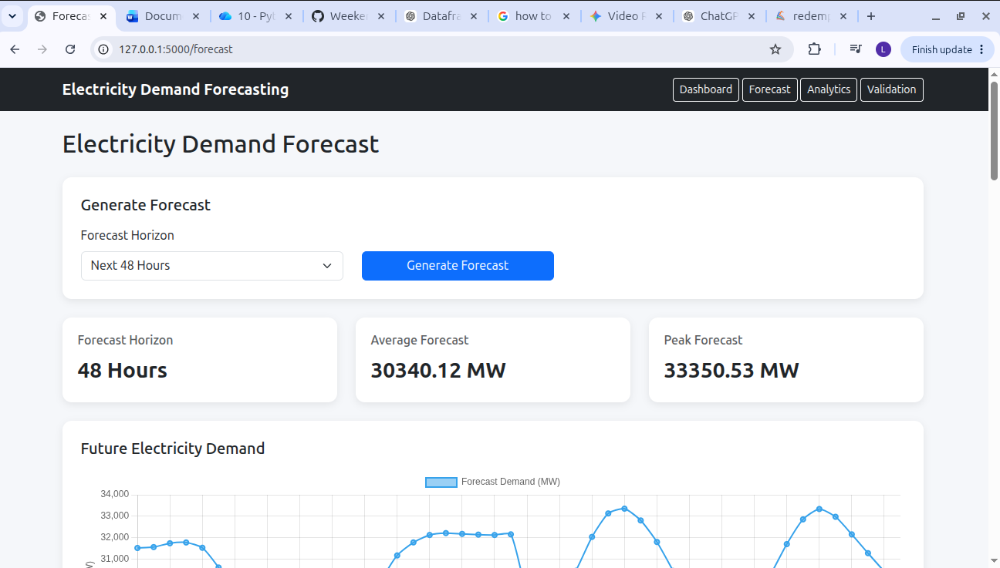 Forecas
Docum
10 - Pyt
Weeke
Datafra
how to
Video F
ChatGP
redemp
127.0.0.1:5000/forecast
L
Finish update
Electricity Demand Forecasting
Dashboard
Forecast
Analytics
Validation
Electricity Demand Forecast
Generate Forecast
Forecast Horizon
Next 48 Hours
Generate Forecast
Forecast Horizon
48 Hours
Average Forecast
30340.12 MW
Peak Forecast
33350.53 MW
Future Electricity Demand
Forecast Demand (MW)
34,000
33,000
32,000
31,000